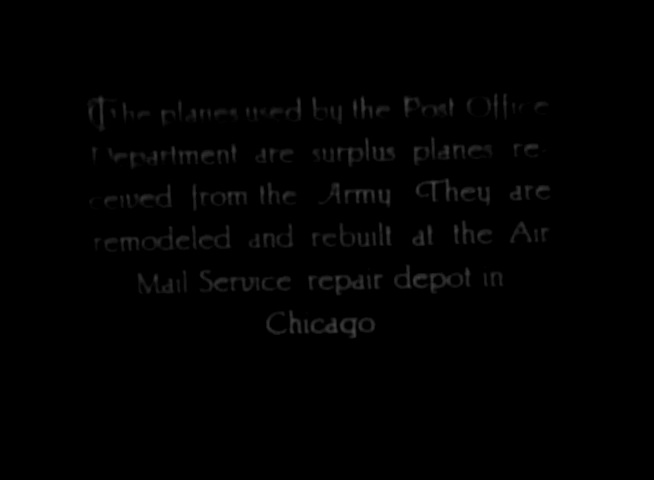 The planes used by the Post Office
Department are surplus planes re-
ceived from the Army They are
remodeled and rebuilt at the Air
Mail Service repair depot in
Chicago